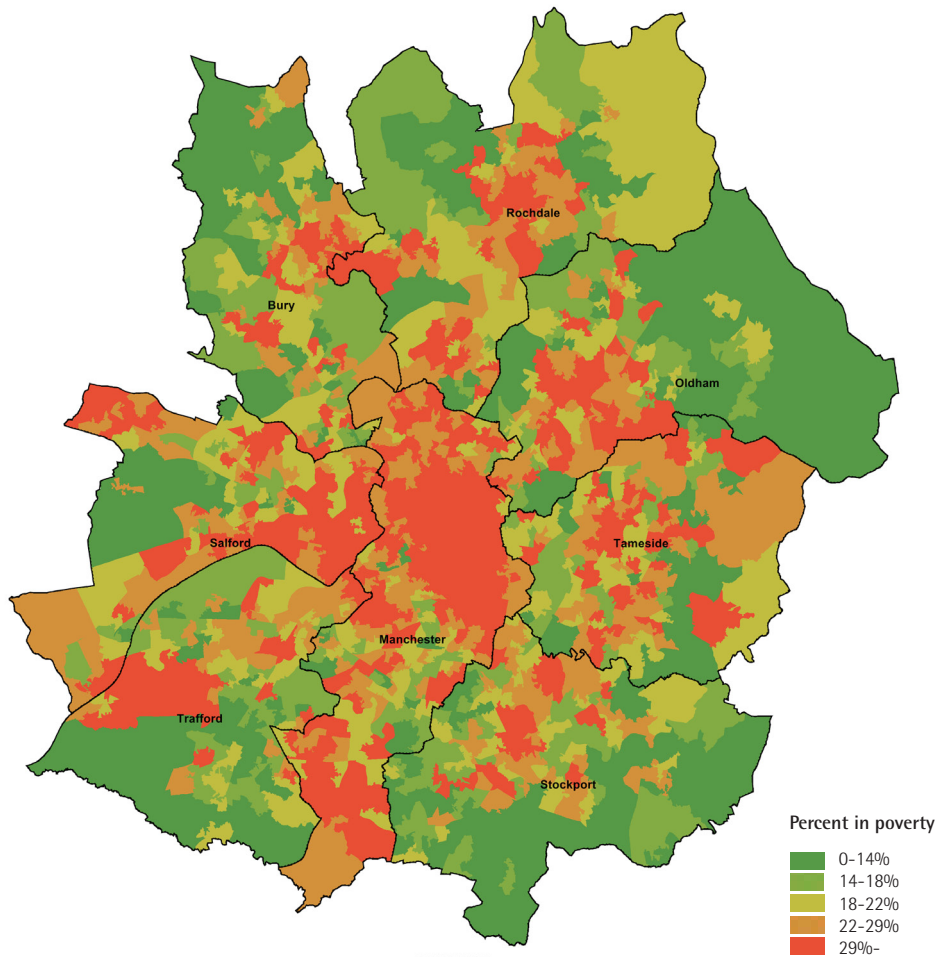 Rochdale
Bury
Oldham
Salford
Tameside
Manchester
Trafford
Stockport
Percent in poverty
0-14%
14-18%
18-22%
22-29%
29%-